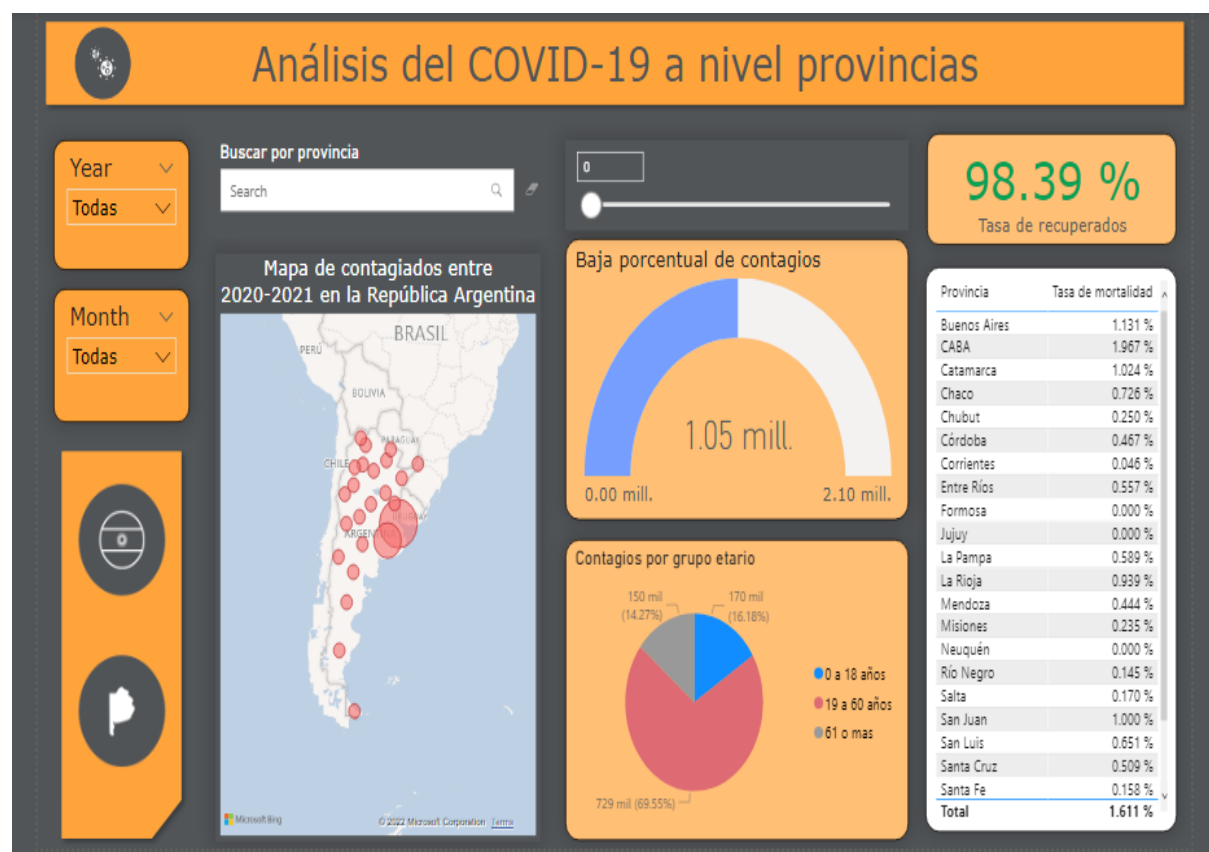 Análisis del COVID-19 a nivel provincias
Year
Todas
Month
Todas
Buscar por provincia
Search
Mapa de contagiados entre
2020-2021 en la República Argentina
BRASIL
PERÚ
BOLIVIA
PARAGUAY
CHILE
URUGUAY
ARGENTINA
Microsoft Bing
© 2022 Microsoft Corporation Terms
0
Baja porcentual de contagios
1.05 mill.
0.00 mill.
2.10 mill.
Contagios por grupo etario
150 mil
(14.27%)
170 mil
(16.18%)
729 mil (69.55%)
0 a 18 años
19 a 60 años
61 o mas
98.39 %
Tasa de recuperados
Provincia Tasa de mortalidad
Buenos Aires 1.131 %
CABA 1.967 %
Catamarca 1.024 %
Chaco 0.726 %
Chubut 0.250 %
Córdoba 0.467 %
Corrientes 0.046 %
Entre Ríos 0.557 %
Formosa 0.000 %
Jujuy 0.000 %
La Pampa 0.589 %
La Rioja 0.939 %
Mendoza 0.444 %
Misiones 0.235 %
Neuquén 0.000 %
Río Negro 0.145 %
Salta 0.170 %
San Juan 1.000 %
San Luis 0.651 %
Santa Cruz 0.509 %
Santa Fe 0.158 %
Total 1.611 %